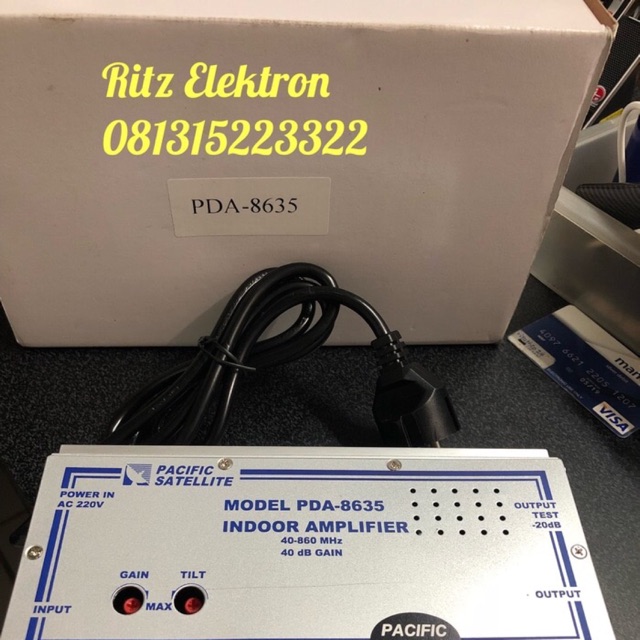 Ritz Elektron
081315223322
PDA-8635
VISA
PACIFIC
SATELLITE
POWER IN
AC 220V
MODEL PDA-8635
INDOOR AMPLIFIER
40-860 MHz
40 dB GAIN
OUTPUT
TEST
-20dB
GAIN TILT
INPUT MAX OUTPUT
PACIFIC